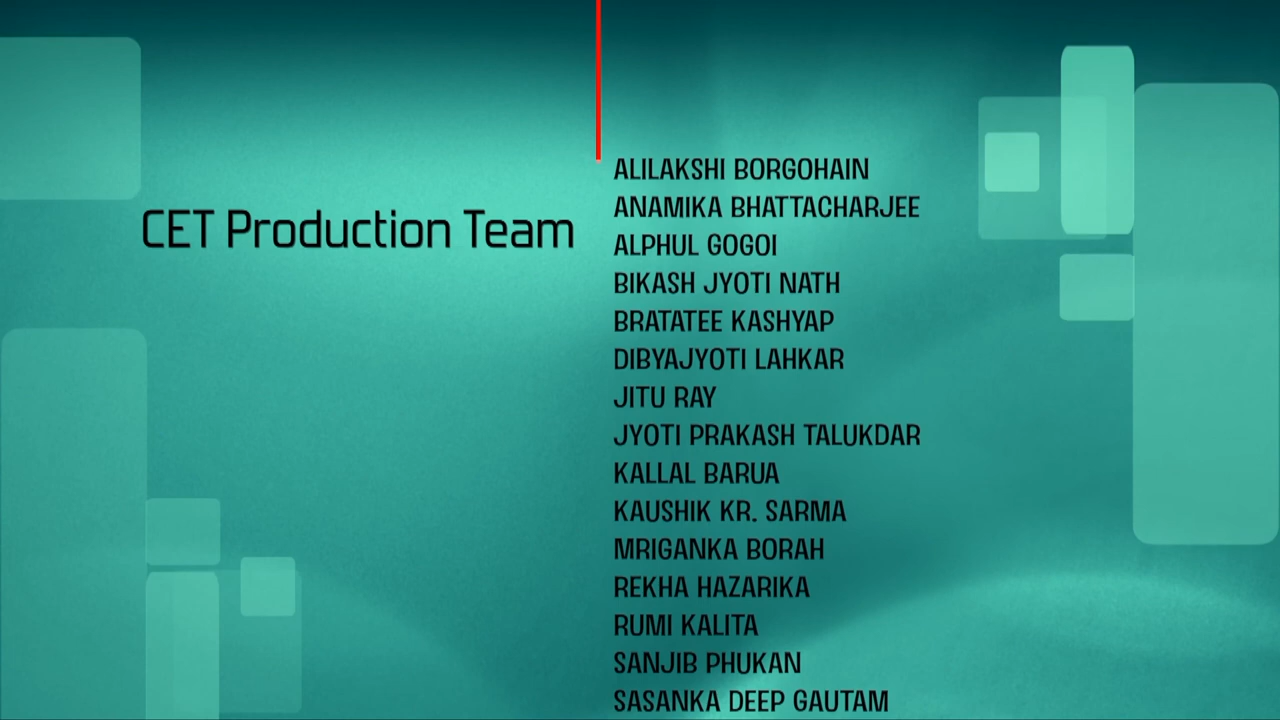 CET Production Team
ALILAKSHI BORGOHAIN
ANAMIKA BHATTACHARJEE
ALPHUL GOGOI
BIKASH JYOTI NATH
BRATATEE KASHYAP
DIBYAJYOTI LAHKAR
JITU RAY
JYOTI PRAKASH TALUKDAR
KALLAL BARUA
KAUSHIK KR. SARMA
MRIGANKA BORAH
REKHA HAZARIKA
RUMI KALITA
SANJIB PHUKAN
SASANKA DEEP GAUTAM